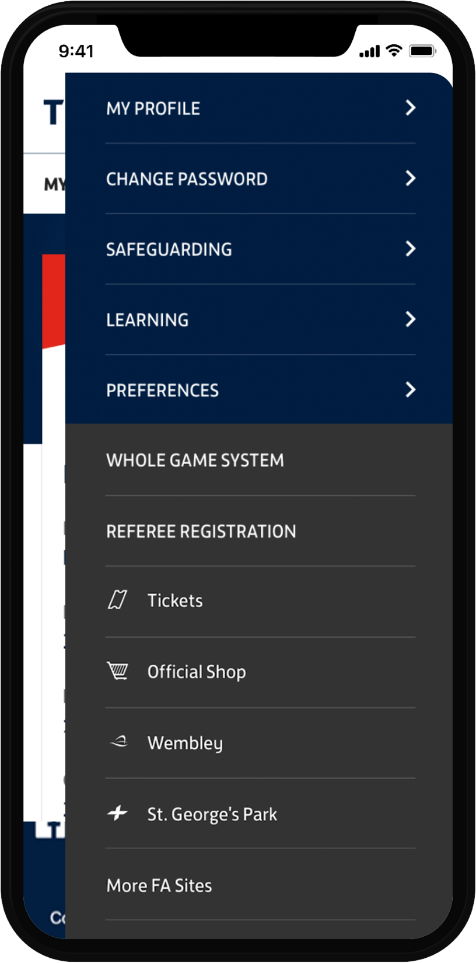 9:41
MY PROFILE
CHANGE PASSWORD
SAFEGUARDING
LEARNING
PREFERENCES
WHOLE GAME SYSTEM
REFEREE REGISTRATION
Tickets
Official Shop
Wembley
St. George's Park
More FA Sites